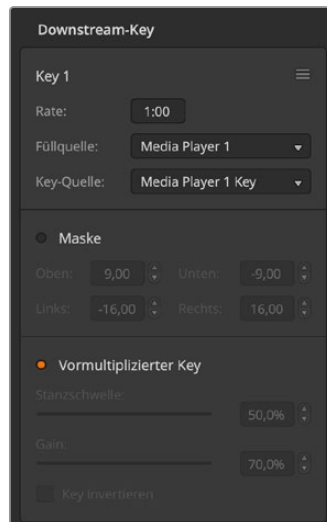 Downstream-Key
Key 1
Rate: 1:00
Füllquelle: Media Player 1
Key-Quelle: Media Player 1 Key
Maske
Oben: 9,00 Unten: -9,00
Links: -16,00 Rechts: 16,00
Vormultiplizierter Key
Stanzschwelle:
50,0%
Gain:
70,0%
Key invertieren